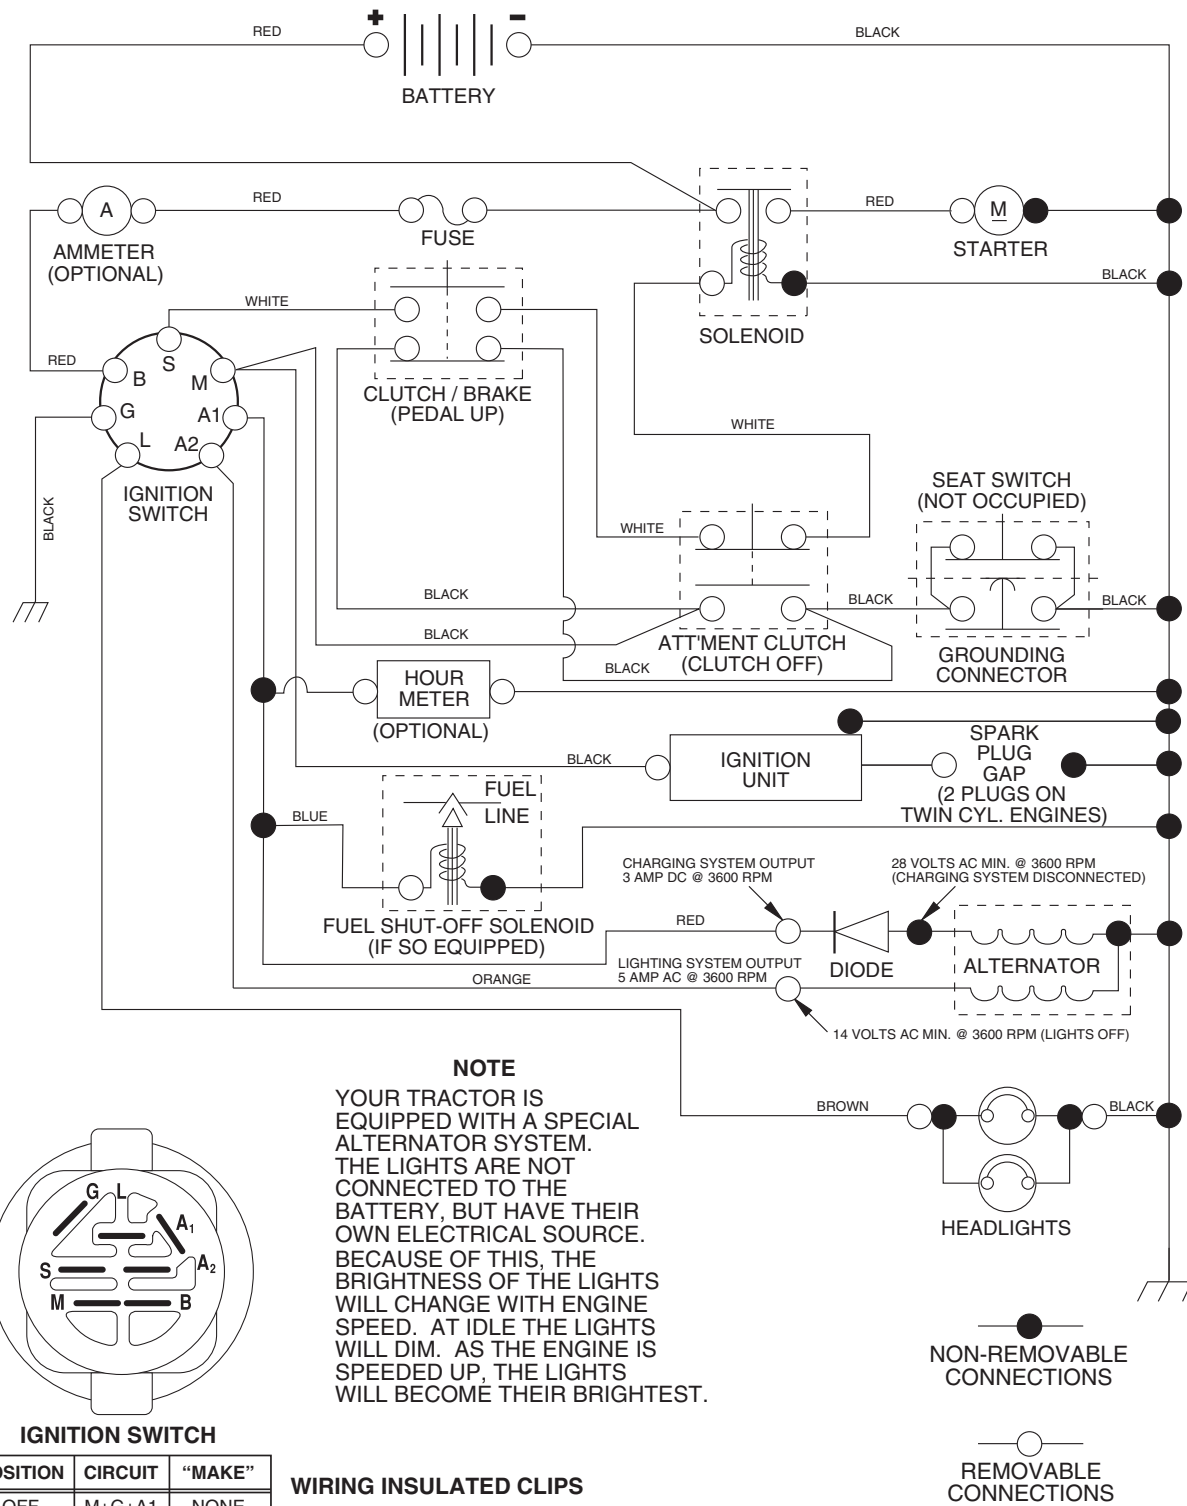 + −
RED
BLACK
BATTERY
A
RED
FUSE
RED
M
STARTER
AMMETER
(OPTIONAL)
BLACK
SOLENOID
WHITE
RED
S
B
M
G
A1
L
A2
IGNITION
SWITCH
CLUTCH / BRAKE
(PEDAL UP)
WHITE
BLACK
SEAT SWITCH
(NOT OCCUPIED)
WHITE
BLACK
BLACK
BLACK
BLACK
ATT'MENT CLUTCH
(CLUTCH OFF)
BLACK
GROUNDING
CONNECTOR
HOUR
METER
(OPTIONAL)
BLACK
IGNITION
UNIT
SPARK
PLUG
GAP
(2 PLUGS ON
TWIN CYL. ENGINES)
FUEL
LINE
BLUE
FUEL SHUT-OFF SOLENOID
(IF SO EQUIPPED)
CHARGING SYSTEM OUTPUT
3 AMP DC @ 3600 RPM
28 VOLTS AC MIN. @ 3600 RPM
(CHARGING SYSTEM DISCONNECTED)
RED
DIODE
ALTERNATOR
LIGHTING SYSTEM OUTPUT
5 AMP AC @ 3600 RPM
ORANGE
14 VOLTS AC MIN. @ 3600 RPM (LIGHTS OFF)
NOTE
YOUR TRACTOR IS
EQUIPPED WITH A SPECIAL
ALTERNATOR SYSTEM.
THE LIGHTS ARE NOT
CONNECTED TO THE
BATTERY, BUT HAVE THEIR
OWN ELECTRICAL SOURCE.
BECAUSE OF THIS, THE
BRIGHTNESS OF THE LIGHTS
WILL CHANGE WITH ENGINE
SPEED. AT IDLE THE LIGHTS
WILL DIM. AS THE ENGINE IS
SPEEDED UP, THE LIGHTS
WILL BECOME THEIR BRIGHTEST.
BROWN
BLACK
HEADLIGHTS
G L
A1
S
A2
M
B
IGNITION SWITCH
NON-REMOVABLE
CONNECTIONS
REMOVABLE
CONNECTIONS
OSITION CIRCUIT “MAKE”
OFF M+G+A1 NONE
WIRING INSULATED CLIPS